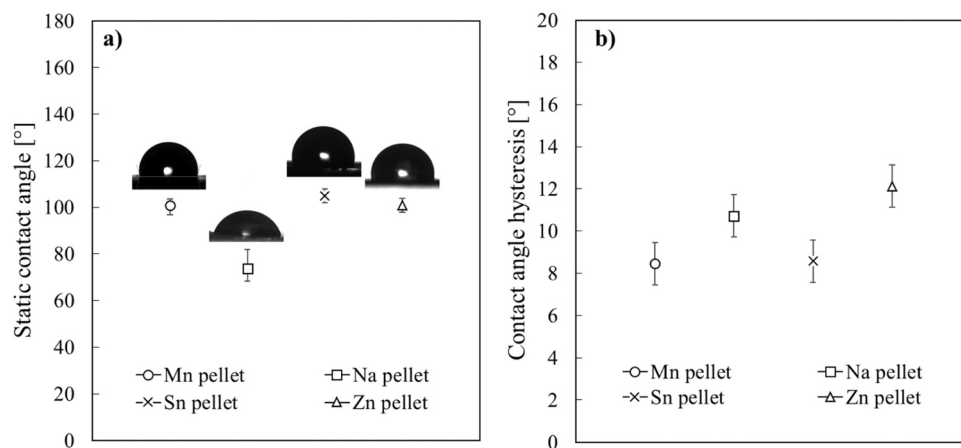 a)
Static contact angle [°]
180
160
140
120
100
80
60
40
20
0
Mn pellet
Na pellet
Sn pellet
Zn pellet
b)
Contact angle hysteresis [°]
20
18
16
14
12
10
8
6
4
2
0
Mn pellet
Na pellet
Sn pellet
Zn pellet